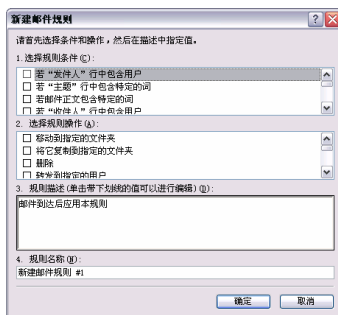 新建邮件规则
请首先选择条件和操作，然后在描述中指定值。
1.选择规则条件(C):
若“发件人”行中包含用户
若“主题”行中包含特定的词
若邮件正文包含特定的词
若“收件人”行中包含用户
2. 选择规则操作(A):
移动到指定的文件夹
将它复制到指定的文件夹
删除
转发到指定的用户
3. 规则描述(单击带下划线的值可以进行编辑)(D):
邮件到达后应用本规则
4. 规则名称(N):
新建邮件规则 #1
确定
取消